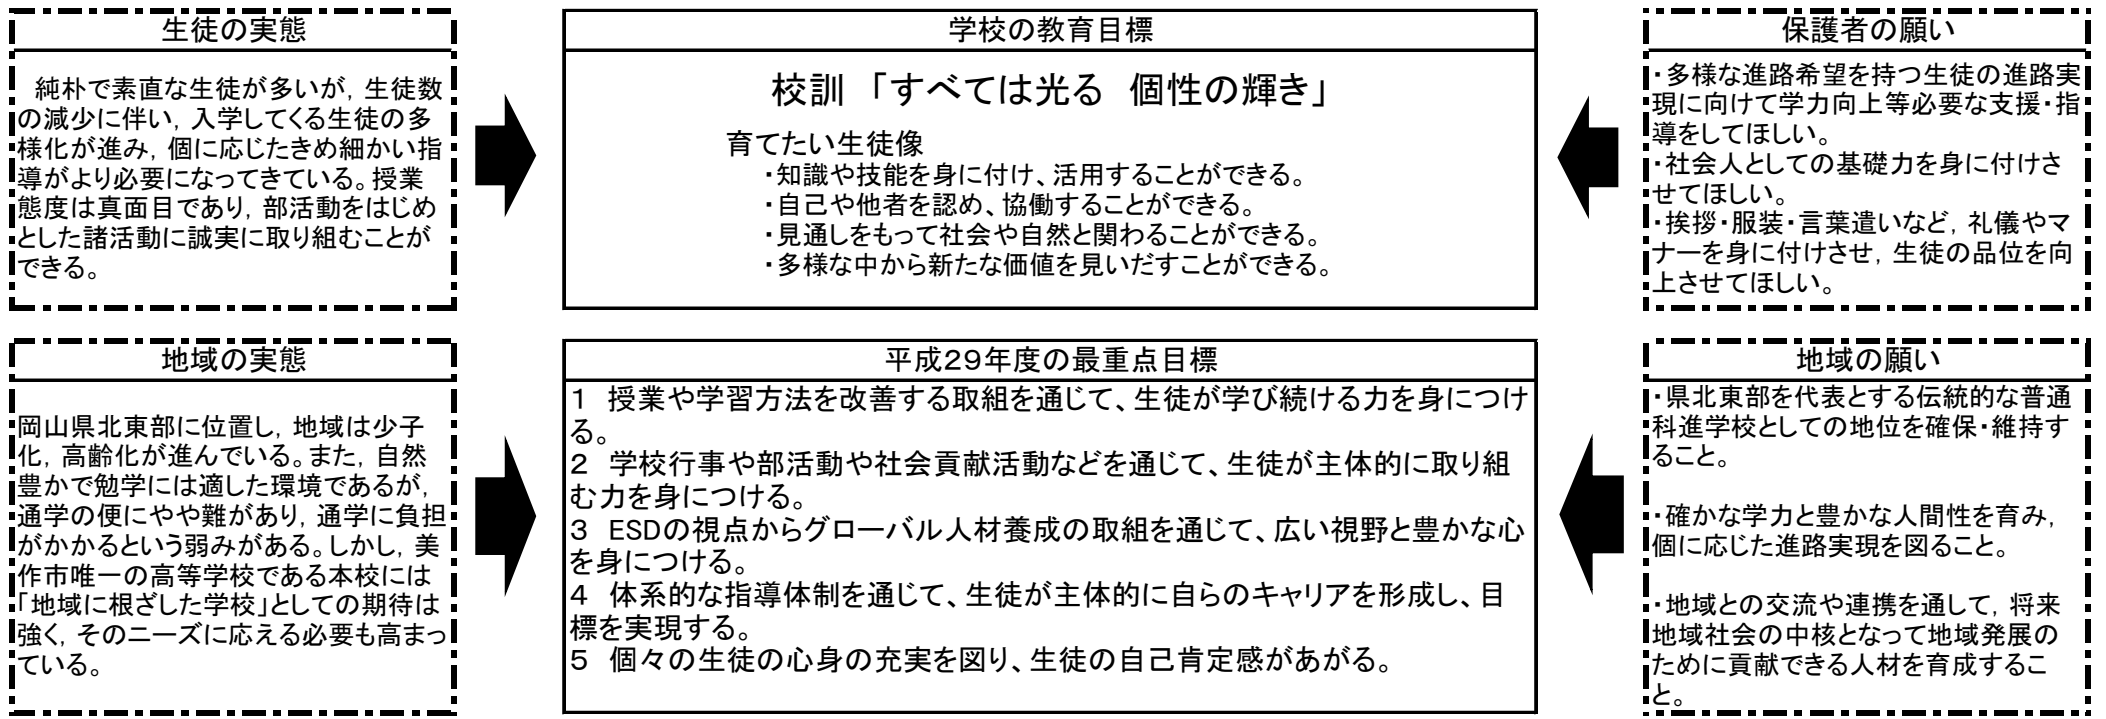 生徒の実態
純朴で素直な生徒が多いが，生徒数
の減少に伴い，入学してくる生徒の多
様化が進み，個に応じたきめ細かい指
導がより必要になってきている。授業
態度は真面目であり，部活動をはじめ
とした諸活動に誠実に取り組むことが
できる。
学校の教育目標
校訓 「すべては光る　個性の輝き」
育てたい生徒像
・知識や技能を身に付け、活用することができる。
・自己や他者を認め、協働することができる。
・見通しをもって社会や自然と関わることができる。
・多様な中から新たな価値を見いだすことができる。
保護者の願い
・多様な進路希望を持つ生徒の進路実
現に向けて学力向上等必要な支援・指
導をしてほしい。
・社会人としての基礎力を身に付けさ
せてほしい。
・挨拶・服装・言葉遣いなど，礼儀やマ
ナーを身に付けさせ，生徒の品位を向
上させてほしい。
地域の実態
岡山県北東部に位置し，地域は少子
化，高齢化が進んでいる。また，自然
豊かで勉学には適した環境であるが，
通学の便にやや難があり，通学に負担
がかかるという弱みがある。しかし，美
作市唯一の高等学校である本校には
「地域に根ざした学校」としての期待は
強く，そのニーズに応える必要も高まっ
ている。
平成２９年度の最重点目標
１　授業や学習方法を改善する取組を通じて、生徒が学び続ける力を身につけ
る。
２　学校行事や部活動や社会貢献活動などを通じて、生徒が主体的に取り組
む力を身につける。
３　ESDの視点からグローバル人材養成の取組を通じて、広い視野と豊かな心
を身につける。
４　体系的な指導体制を通じて、生徒が主体的に自らのキャリアを形成し、目
標を実現する。
５　個々の生徒の心身の充実を図り、生徒の自己肯定感があがる。
地域の願い
・県北東部を代表とする伝統的な普通
科進学校としての地位を確保・維持す
ること。
・確かな学力と豊かな人間性を育み，
個に応じた進路実現を図ること。
・地域との交流や連携を通して，将来
地域社会の中核となって地域発展の
ために貢献できる人材を育成するこ
と。